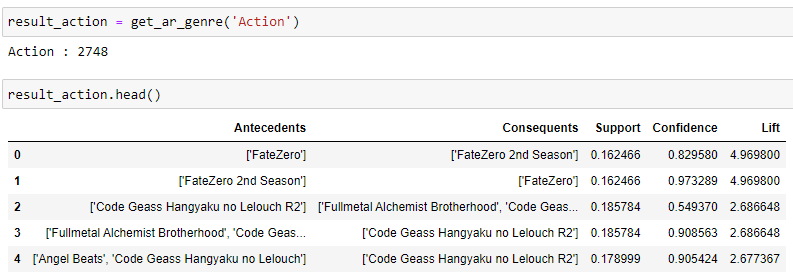 result_action = get_ar_genre('Action')
Action : 2748
result_action.head()
Antecedents Consequents Support Confidence Lift
0 ['FateZero'] ['FateZero 2nd Season'] 0.162466 0.829580 4.969800
1 ['FateZero 2nd Season'] ['FateZero'] 0.162466 0.973289 4.969800
2 ['Code Geass Hangyaku no Lelouch R2'] ['Fullmetal Alchemist Brotherhood', 'Code Geas... 0.185784 0.549370 2.686648
3 ['Fullmetal Alchemist Brotherhood', 'Code Geas... ['Code Geass Hangyaku no Lelouch R2'] 0.185784 0.908563 2.686648
4 ['Angel Beats', 'Code Geass Hangyaku no Lelouch'] ['Code Geass Hangyaku no Lelouch R2'] 0.178999 0.905424 2.677367